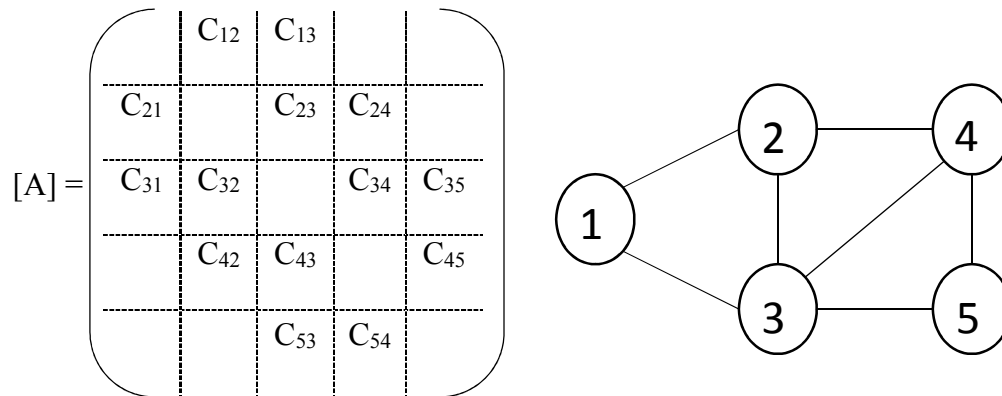 C₁₂ C₁₃
C₂₁ C₂₃ C₂₄
[A] = C₃₁ C₃₂ C₃₄ C₃₅
C₄₂ C₄₃ C₄₅
C₅₃ C₅₄
2 4
1
3 5